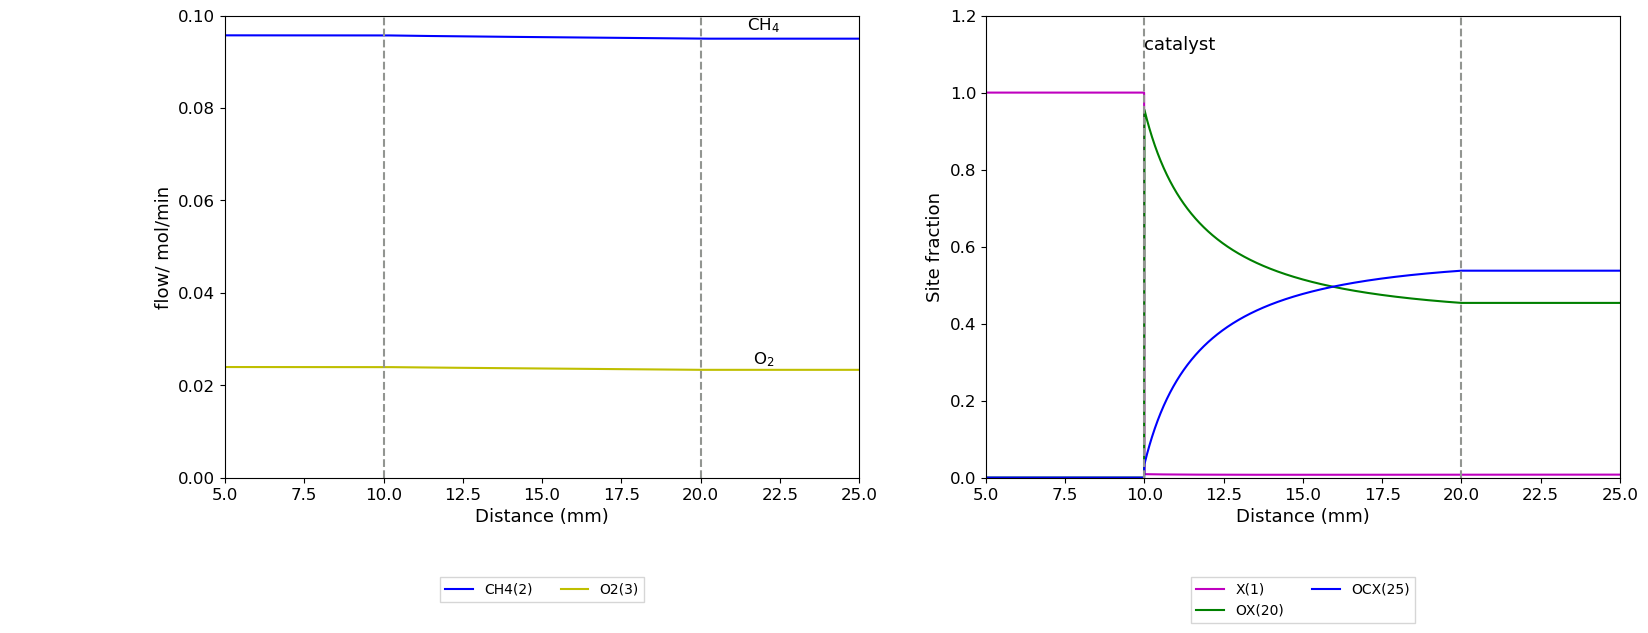 0.10
0.08
0.06
0.04
0.02
0.00
flow/ mol/min
CH₄
O₂
5.0 7.5 10.0 12.5 15.0 17.5 20.0 22.5 25.0
Distance (mm)
CH4(2) O2(3)
1.2
1.0
0.8
0.6
0.4
0.2
0.0
Site fraction
catalyst
5.0 7.5 10.0 12.5 15.0 17.5 20.0 22.5 25.0
Distance (mm)
X(1) OCX(25)
OX(20)